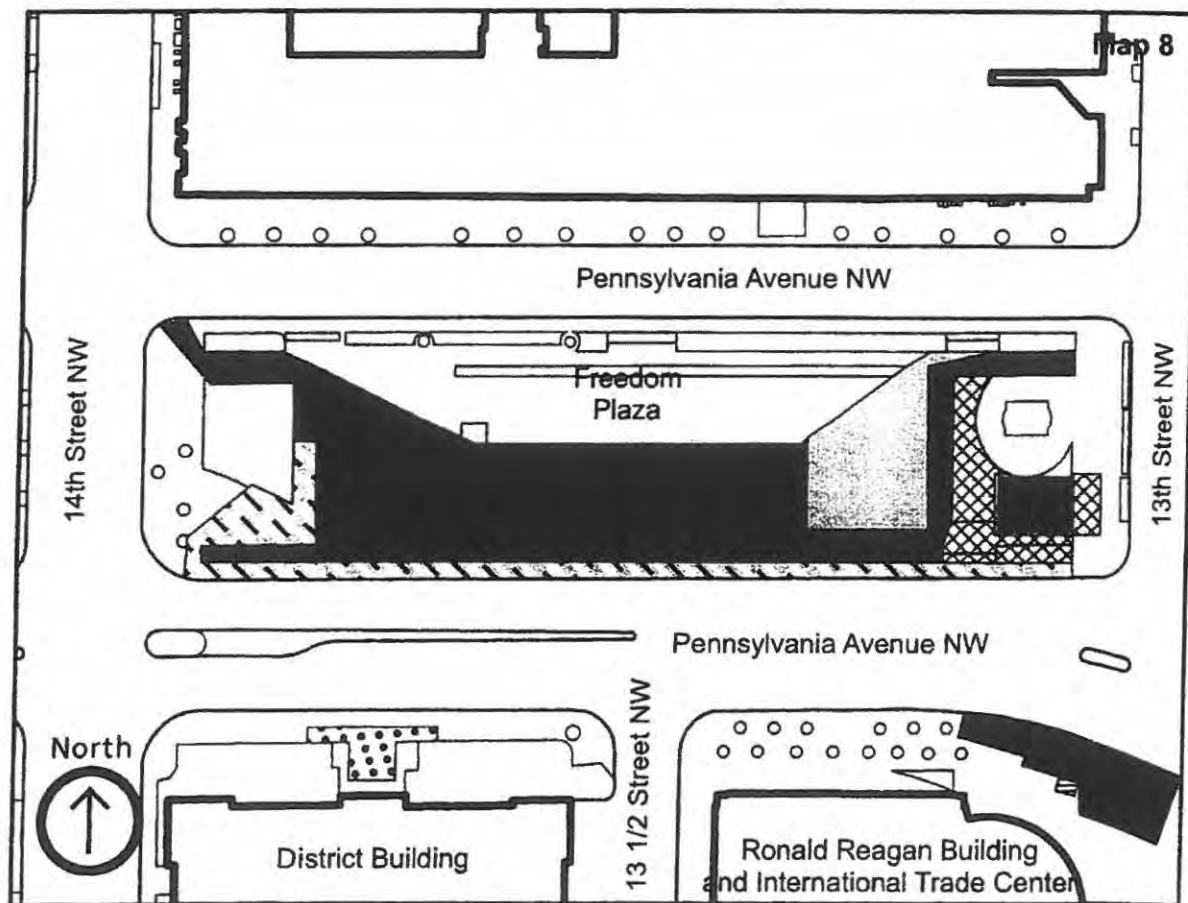 Map 8
Pennsylvania Avenue NW
Freedom
Plaza
14th Street NW
13th Street NW
Pennsylvania Avenue NW
North
13 1/2 Street NW
District Building
Ronald Reagan Building
and International Trade Center